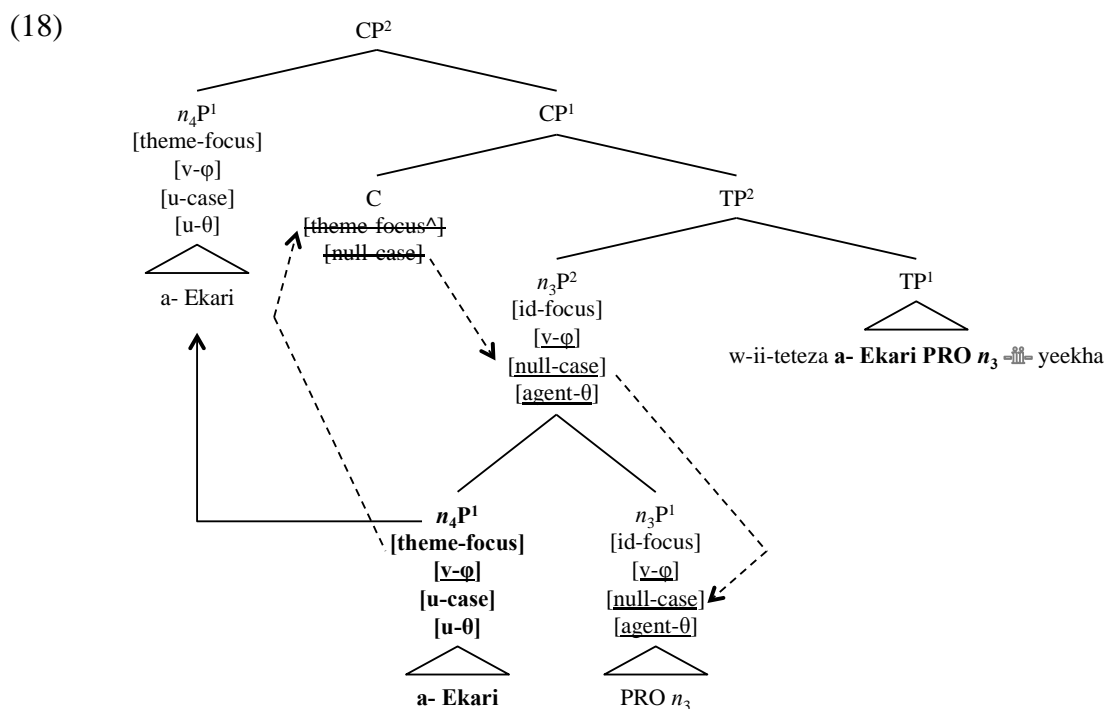 (18)
CP²
n₄P¹
[theme-focus]
[v-φ]
[u-case]
[u-θ]
a- Ekari
CP¹
C
[theme-focus^]
[null-case]
TP²
n₃P²
[id-focus]
[v-φ]
[null-case]
[agent-θ]
TP¹
w-ii-teteza a- Ekari PRO n₃ -ii- yeekha
n₄P¹
[theme-focus]
[v-φ]
[u-case]
[u-θ]
a- Ekari
n₃P¹
[id-focus]
[v-φ]
[null-case]
[agent-θ]
PRO n₃